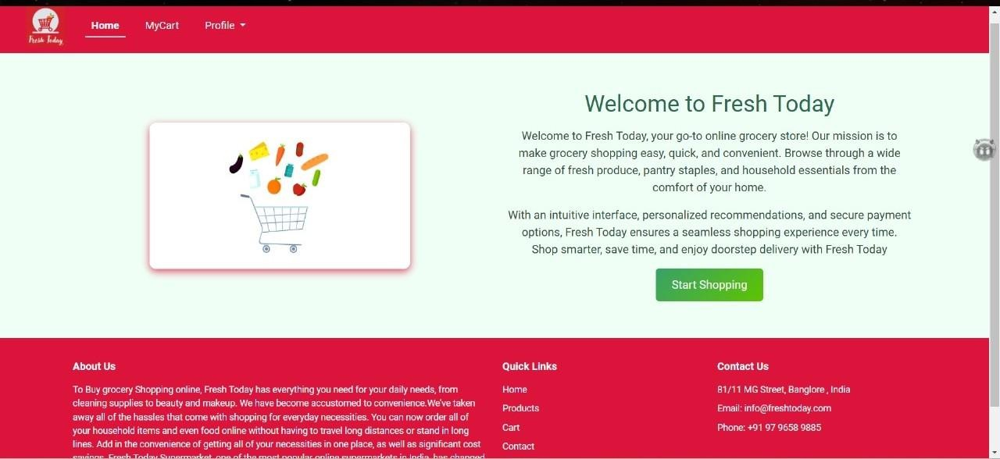 Fresh Today
Home
MyCart
Profile
Welcome to Fresh Today
Welcome to Fresh Today, your go-to online grocery store! Our mission is to
make grocery shopping easy, quick, and convenient. Browse through a wide
range of fresh produce, pantry staples, and household essentials from the
comfort of your home.
With an intuitive interface, personalized recommendations, and secure payment
options, Fresh Today ensures a seamless shopping experience every time.
Shop smarter, save time, and enjoy doorstep delivery with Fresh Today
Start Shopping
About Us
To Buy grocery Shopping online, Fresh Today has everything you need for your daily needs, from
cleaning supplies to beauty and makeup. We have become accustomed to convenience.We've taken
away all of the hassles that come with shopping for everyday necessities. You can now order all of
your household items and even food online without having to travel long distances or stand in long
lines. Add in the convenience of getting all of your necessities in one place, as well as significant cost
savings, Fresh Today Supermarket, one of the most popular online supermarkets in India, has changed
Quick Links
Home
Products
Cart
Contact
Contact Us
81/11 MG Street, Banglore , India
Email: info@freshtoday.com
Phone: +91 97 9658 9885